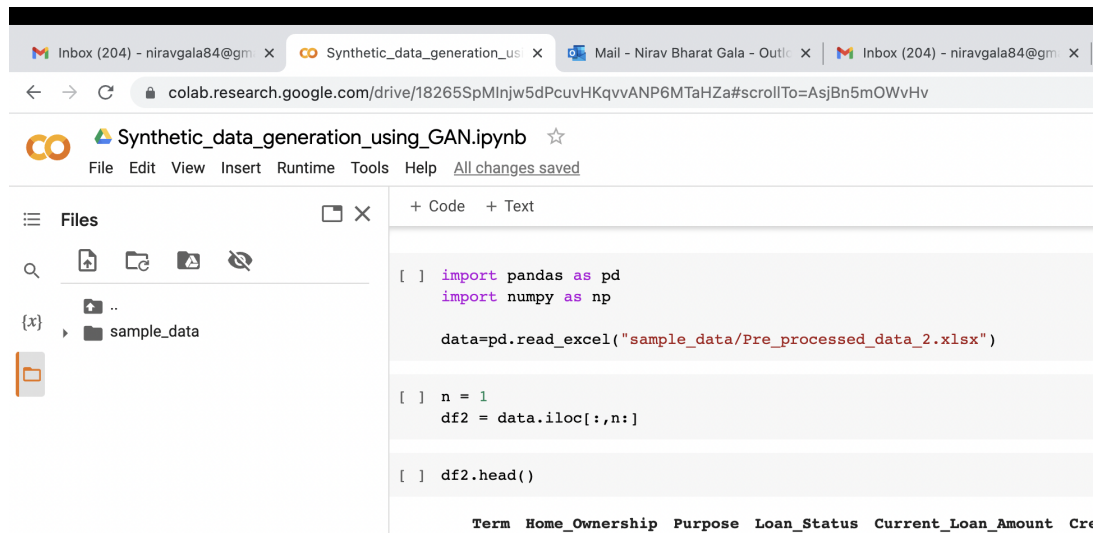 Inbox (204) - niravgala84@gm
Synthetic_data_generation_us
Mail - Nirav Bharat Gala - Outlo
Inbox (204) - niravgala84@gm
colab.research.google.com/drive/18265SpMInjw5dPcuvHKqvvANP6MTaHZa#scrollTo=AsjBn5mOWvHv
Synthetic_data_generation_using_GAN.ipynb
File Edit View Insert Runtime Tools Help All changes saved
Files
+ Code + Text
..
sample_data
{x}
[ ] import pandas as pd
import numpy as np
data=pd.read_excel("sample_data/Pre_processed_data_2.xlsx")
[ ] n = 1
df2 = data.iloc[:,n:]
[ ] df2.head()
Term Home_Ownership Purpose Loan_Status Current_Loan_Amount Cre